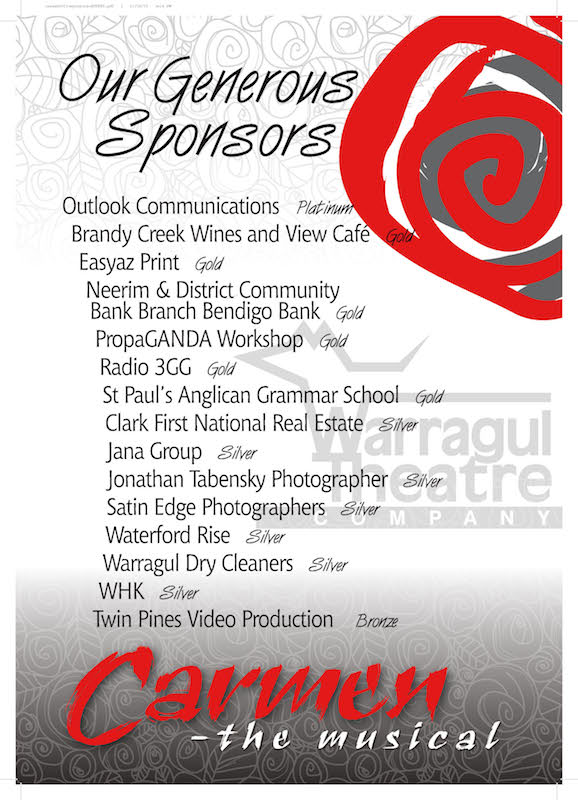 Our Generous
Sponsors
Outlook Communications Platinum
Brandy Creek Wines and View Café Gold
Easyaz Print Gold
Neerim & District Community
Bank Branch Bendigo Bank Gold
PropaGANDA Workshop Gold
Radio 3GG Gold
St Paul's Anglican Grammar School Gold
Clark First National Real Estate Silver
Jana Group Silver
Jonathan Tabensky Photographer Silver
Satin Edge Photographers Silver
Waterford Rise Silver
Warragul Dry Cleaners Silver
WHK Silver
Twin Pines Video Production Bronze
Warragul
Theatre
COMPANY
Carmen
-the musical